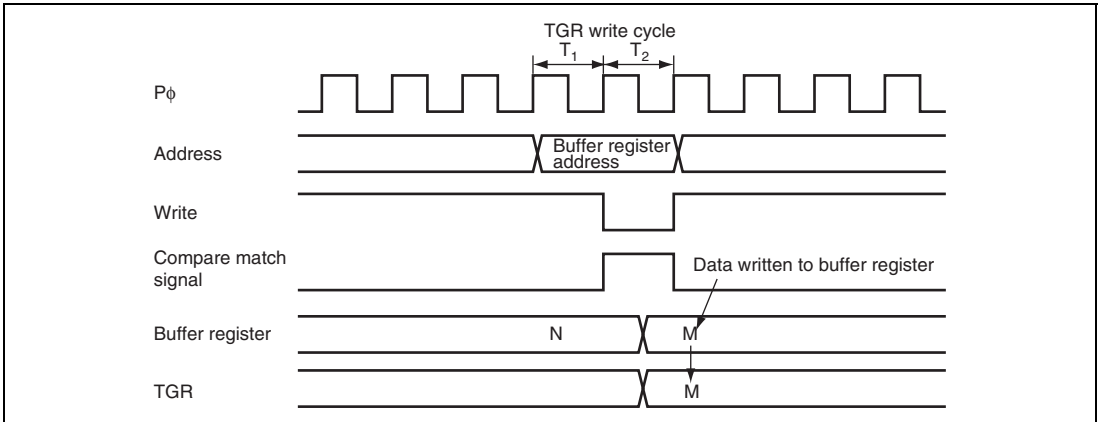 TGR write cycle
T1 T2
Pϕ
Address
Buffer register
address
Write
Compare match
signal
Data written to buffer register
Buffer register
N
M
TGR
M